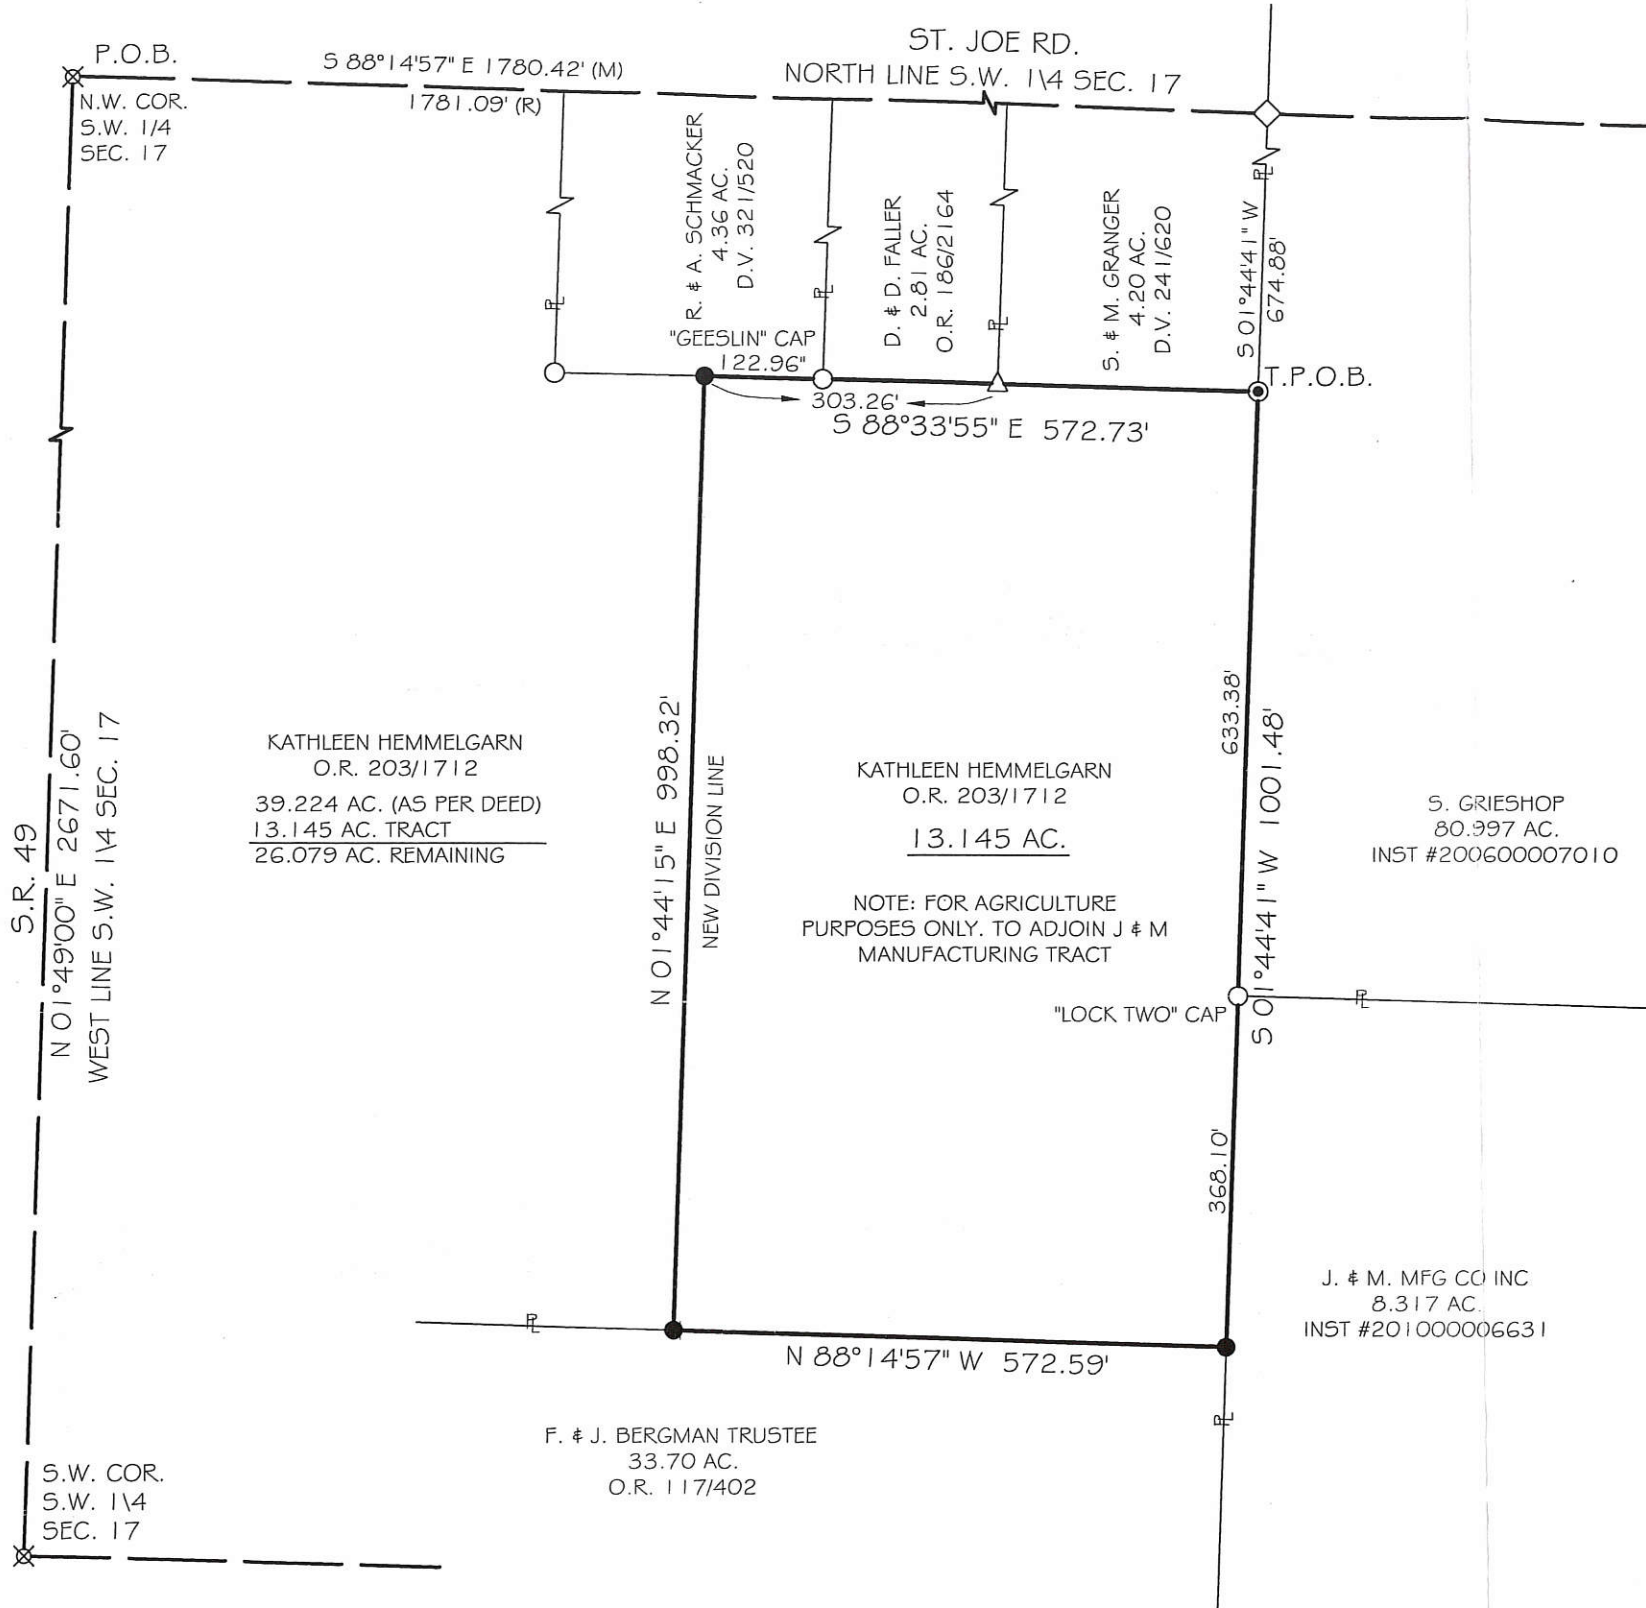 P.O.B.
N.W. COR.
S.W. 1/4
SEC. 17
S 88°14'57" E 1780.42' (M)
1781.09' (R)
ST. JOE RD.
NORTH LINE S.W. 1\4 SEC. 17
R. & A. SCHMACKER
4.36 AC.
D.V. 321/520
D. & D. FALLER
2.81 AC.
O.R. 186/2164
S. & M. GRANGER
4.20 AC.
D.V. 241/620
S 01°44'41" W
674.88'
PL
PL
PL
PL
"GEESLIN" CAP
122.96"
303.26'
S 88°33'55" E 572.73'
T.P.O.B.
S.R. 49
N 01°49'00" E 2671.60'
WEST LINE S.W. 1\4 SEC. 17
KATHLEEN HEMMELGARN
O.R. 203/1712
39.224 AC. (AS PER DEED)
13.145 AC. TRACT
26.079 AC. REMAINING
N 01°44'15" E 998.32'
NEW DIVISION LINE
KATHLEEN HEMMELGARN
O.R. 203/1712
13.145 AC.
NOTE: FOR AGRICULTURE
PURPOSES ONLY. TO ADJOIN J & M
MANUFACTURING TRACT
633.38'
S 01°44'41" W 1001.48'
S. GRIESHOP
80.997 AC.
INST #200600007010
"LOCK TWO" CAP
PL
368.10'
J. & M. MFG CO INC
8.317 AC.
INST #201000006631
PL
N 88°14'57" W 572.59'
PL
F. & J. BERGMAN TRUSTEE
33.70 AC.
O.R. 117/402
S.W. COR.
S.W. 1\4
SEC. 17